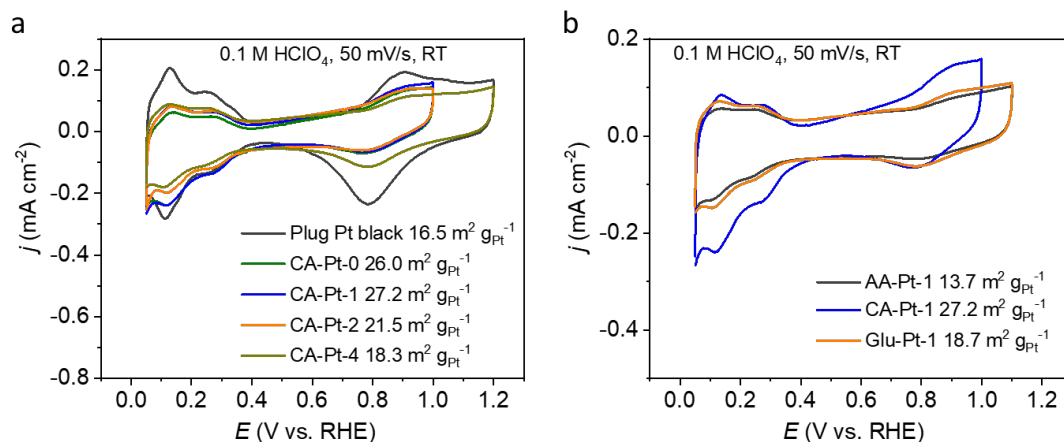 a
0.1 M HClO₄, 50 mV/s, RT
0.2
0.0
-0.2
-0.4
-0.6
-0.8
j (mA cm⁻²)
Plug Pt black 16.5 m² gPt⁻¹
CA-Pt-0 26.0 m² gPt⁻¹
CA-Pt-1 27.2 m² gPt⁻¹
CA-Pt-2 21.5 m² gPt⁻¹
CA-Pt-4 18.3 m² gPt⁻¹
0.0 0.2 0.4 0.6 0.8 1.0 1.2
E (V vs. RHE)
b
0.1 M HClO₄, 50 mV/s, RT
0.2
0.0
-0.2
-0.4
j (mA cm⁻²)
AA-Pt-1 13.7 m² gPt⁻¹
CA-Pt-1 27.2 m² gPt⁻¹
Glu-Pt-1 18.7 m² gPt⁻¹
0.0 0.2 0.4 0.6 0.8 1.0 1.2
E (V vs. RHE)